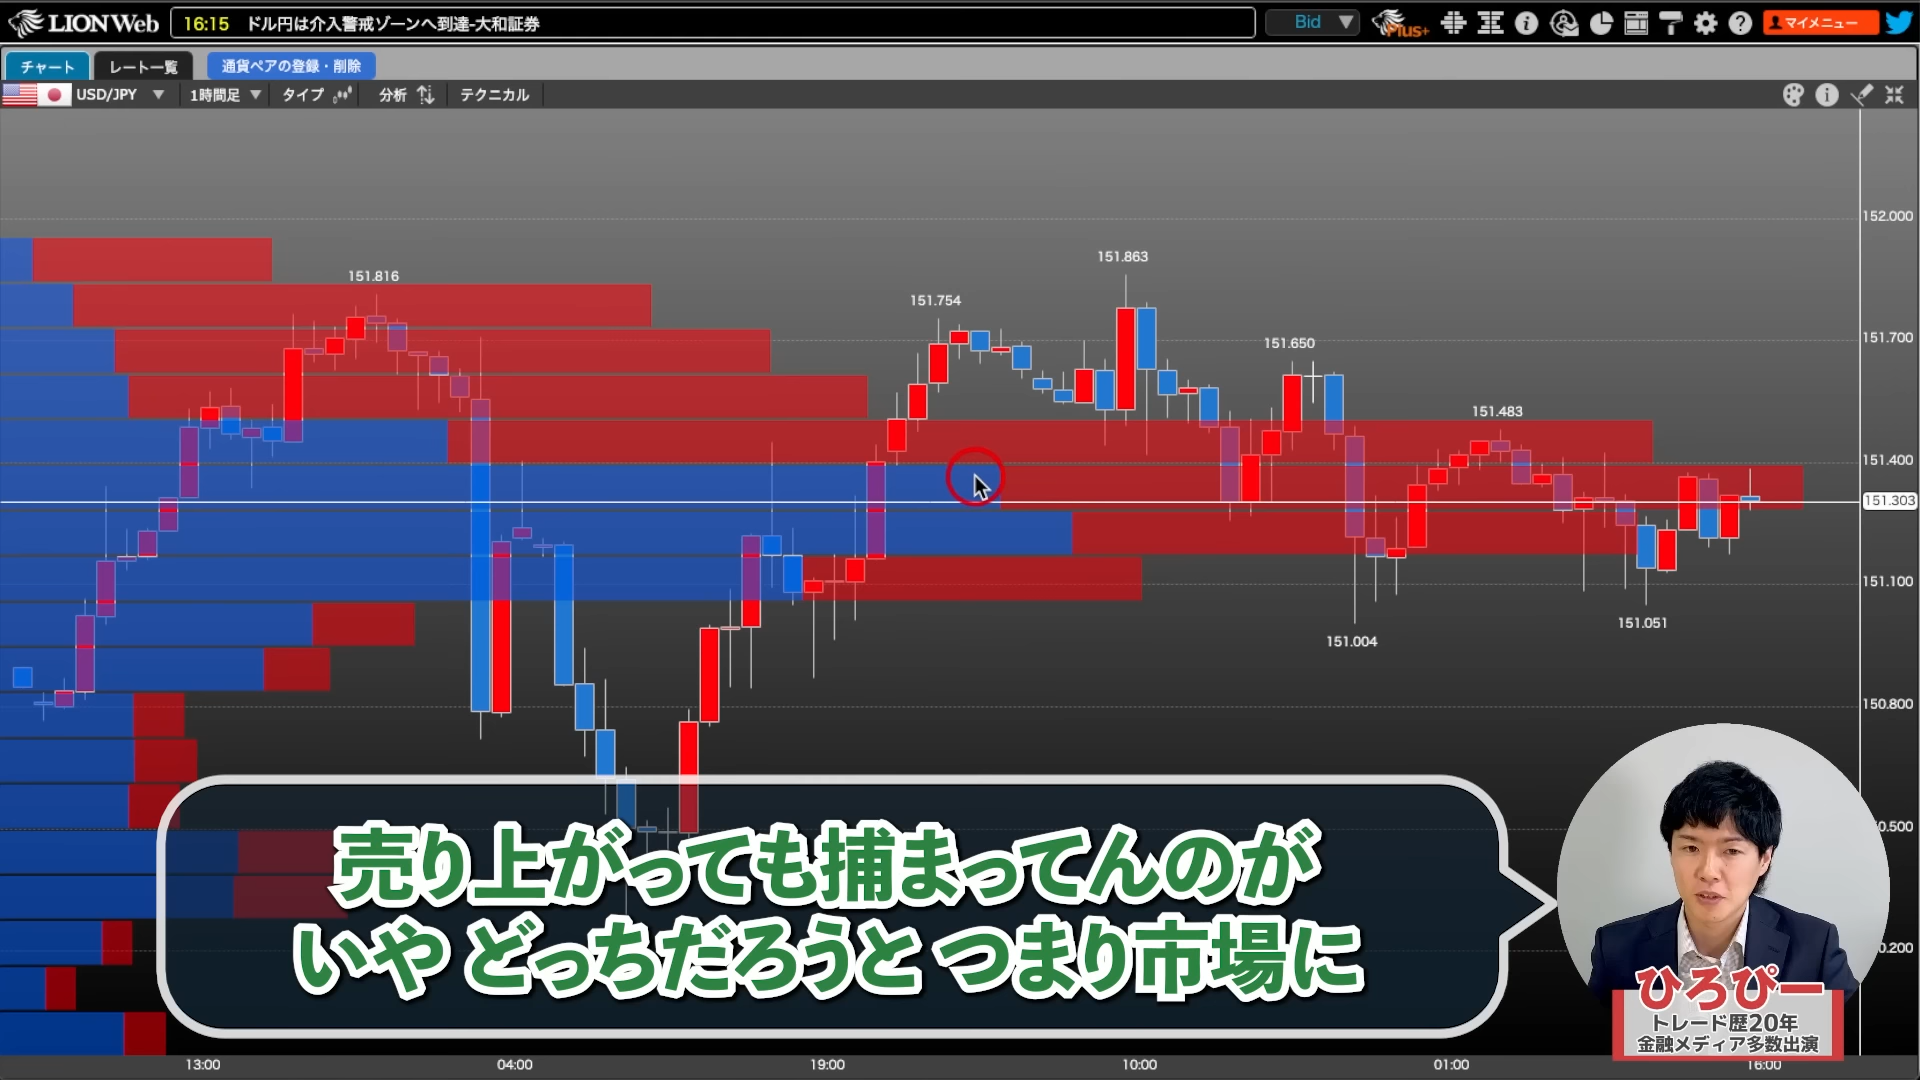 LION Web
16:15 ドル円は介入警戒ゾーンへ到達-大和証券
Bid
Plus+
マイメニュー
チャート
レート一覧
通貨ペアの登録・削除
USD/JPY
1時間足
タイプ
分析
テクニカル
152.000
151.863
151.816
151.754
151.700
151.650
151.483
151.400
151.303
151.100
151.051
151.004
150.800
0.500
0.200
売り上がっても捕まってんのが
いや どっちだろうと つまり市場に
ひろぴー
トレード歴20年
金融メディア多数出演
13:00
04:00
19:00
10:00
01:00
16:00